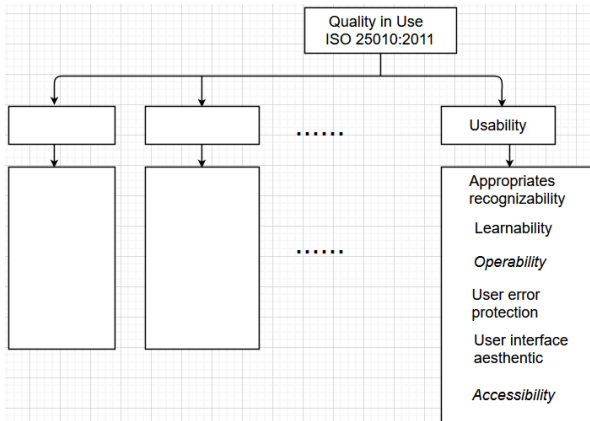 Quality in Use
ISO 25010:2011
......
Usability
......
Appropriates
recognizability
Learnability
Operability
User error
protection
User interface
aesthentic
Accessibility